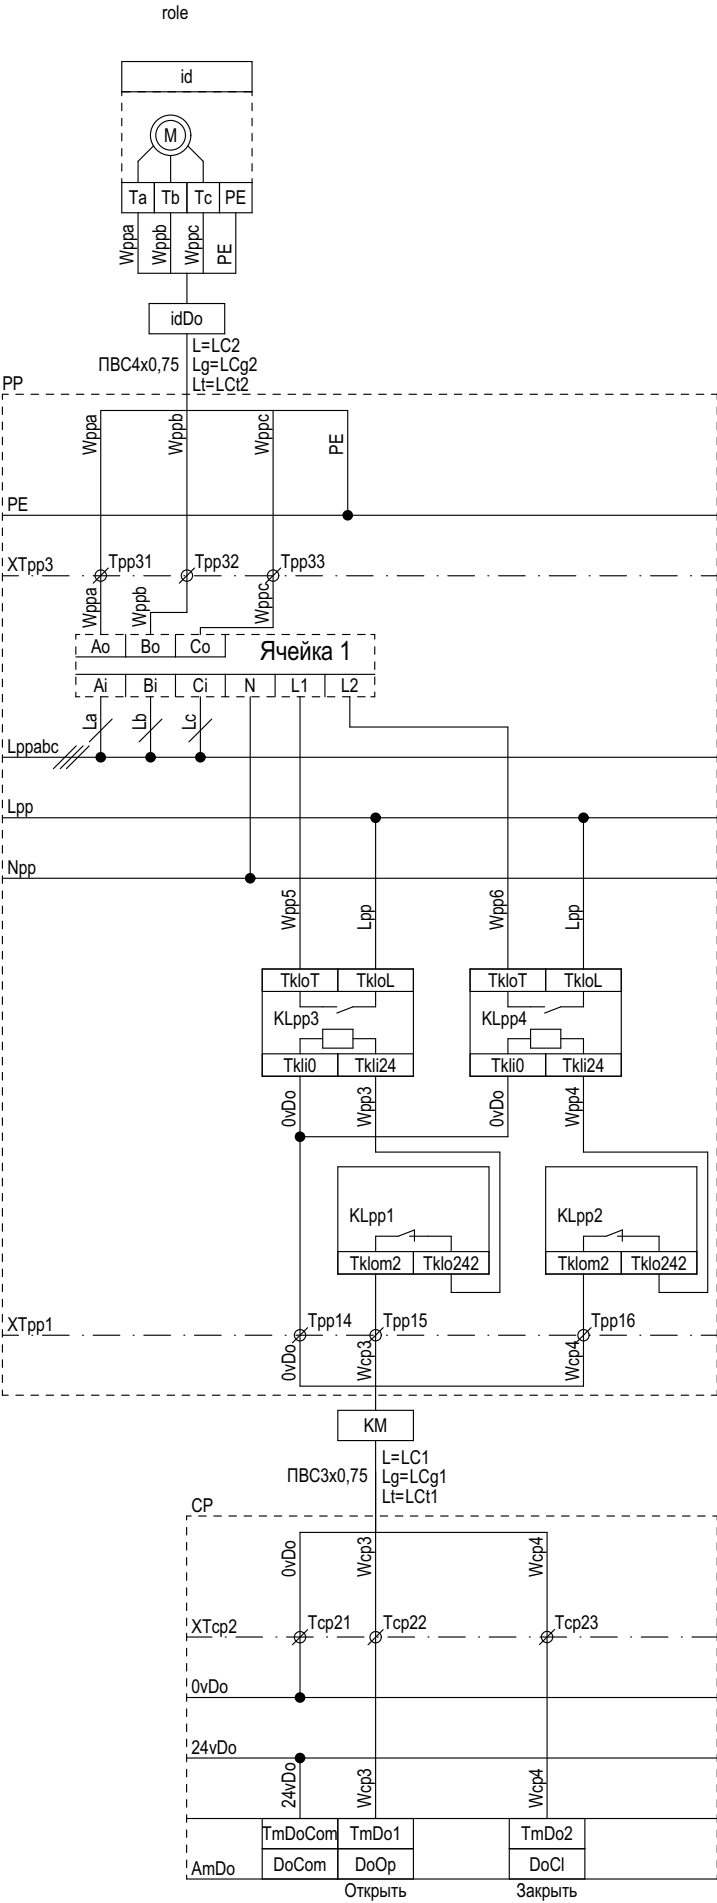 role
id
M
Ta Tb Tc PE
Wppa Wppb Wppc PE
idDo
ПВС4х0,75
L=LC2
Lg=LCg2
Lt=LCt2
PP
Wppa Wppb Wppc PE
PE
XTpp3 Tpp31 Tpp32 Tpp33
Wppa Wppb Wppc
Ao Bo Co Ячейка 1
Ai Bi Ci N L1 L2
La Lb Lc
Lppabc
Lpp
Npp
Wpp5 Lpp Wpp6 Lpp
TkloT TkloL TkloT TkloL
KLpp3 KLpp4
Tkli0 Tkli24 Tkli0 Tkli24
0vDo Wpp3 0vDo Wpp4
KLpp1 KLpp2
Tklom2 Tklo242 Tklom2 Tklo242
XTpp1 Tpp14 Tpp15 Tpp16
0vDo Wcp3 Wcp4
KM
ПВС3х0,75
L=LC1
Lg=LCg1
Lt=LCt1
CP
0vDo Wcp3 Wcp4
XTcp2 Tcp21 Tcp22 Tcp23
0vDo
24vDo
24vDo Wcp3 Wcp4
TmDoCom TmDo1 TmDo2
AmDo DoCom DoOp DoCl
Открыть Закрыть